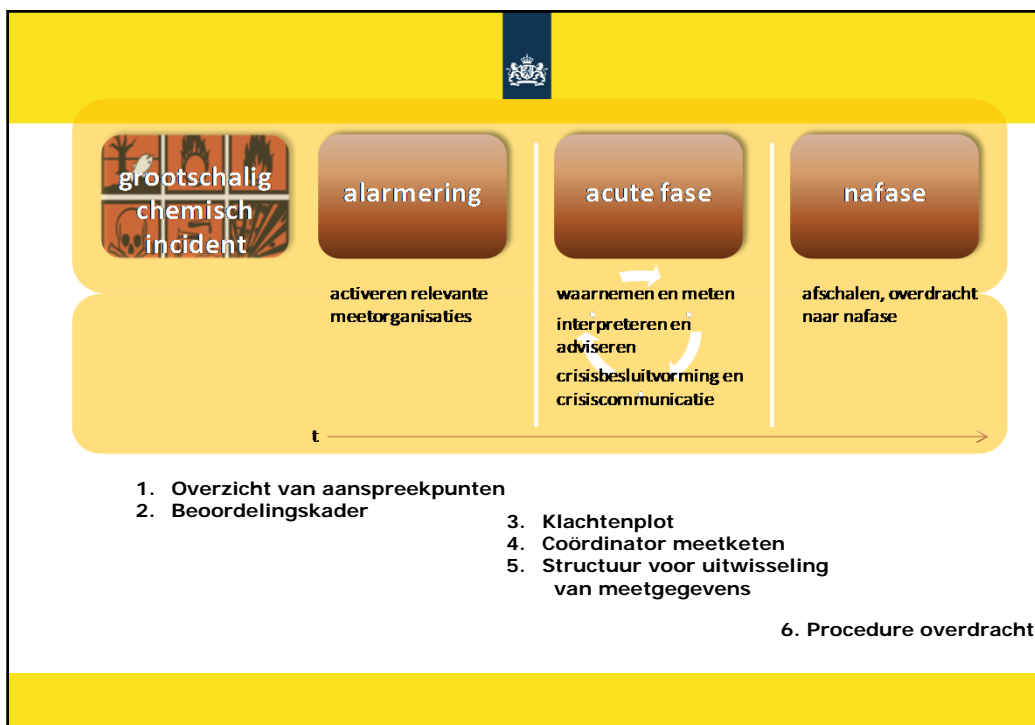 grootschalig
chemisch
incident
alarmering
acute fase
nafase
activeren relevante
meetorganisaties
waarnemen en meten
interpreteren en
adviseren
crisisbesluitvorming en
crisiscommunicatie
afschalen, overdracht
naar nafase
t
1. Overzicht van aanspreekpunten
2. Beoordelingskader
3. Klachtenplot
4. Coördinator meetketen
5. Structuur voor uitwisseling
van meetgegevens
6. Procedure overdracht